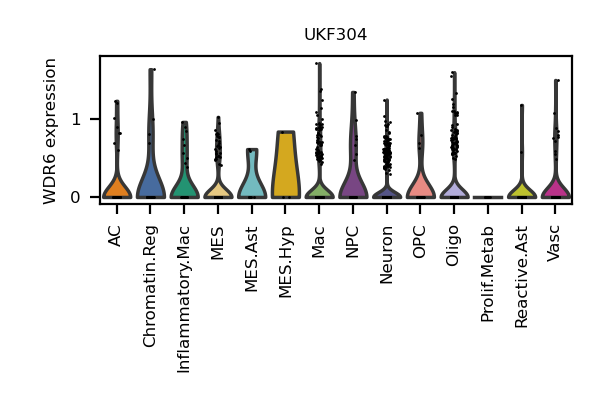 UKF304
WDR6 expression
1
0
AC
Chromatin.Reg
Inflammatory.Mac
MES
MES.Ast
MES.Hyp
Mac
NPC
Neuron
OPC
Oligo
Prolif.Metab
Reactive.Ast
Vasc